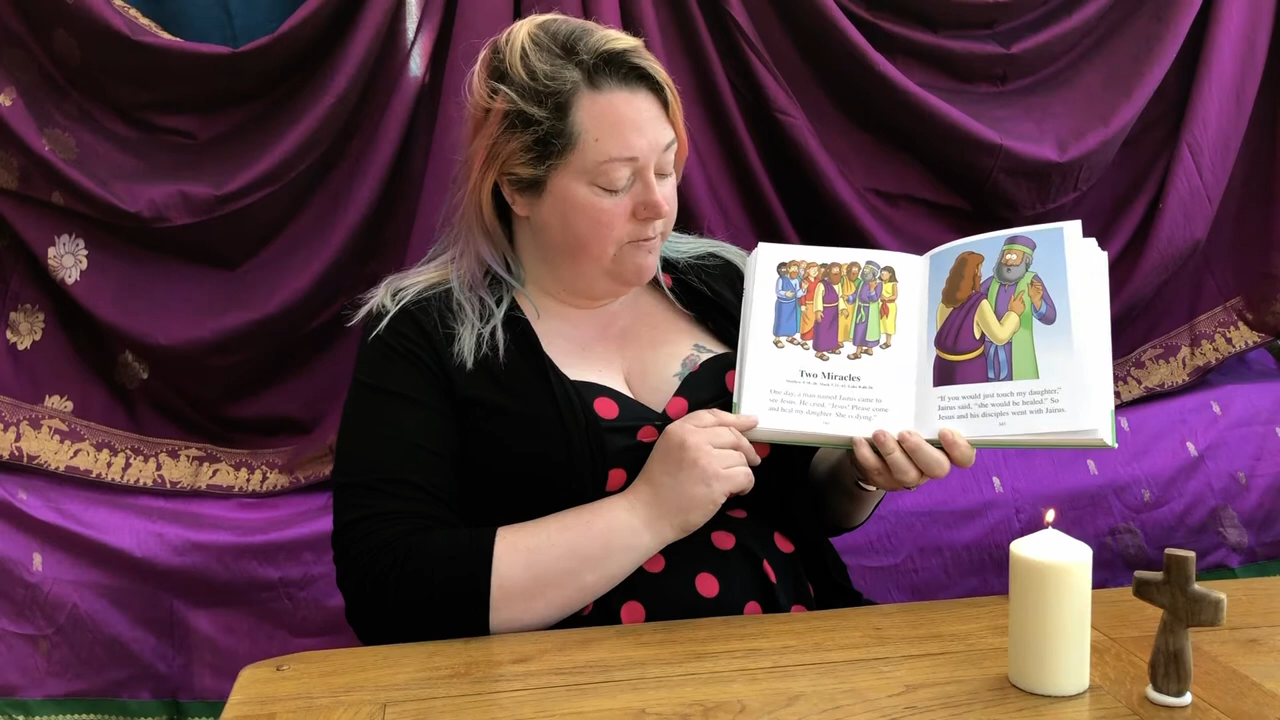 Two Miracles
One day, a man named Jairus came to
see Jesus. He cried, "Jesus! Please come
and heal my daughter. She is dying."
"If you would just touch my daughter,"
Jairus said, "she would be healed." So
Jesus and his disciples went with Jairus.